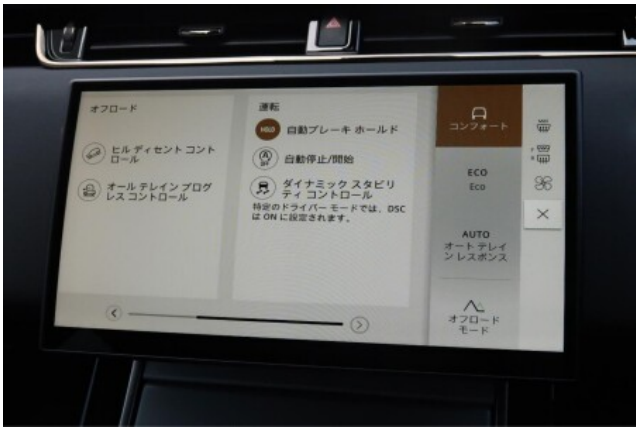 オフロード
ヒル ディセント コント
ロール
オール テレイン プログ
レス コントロール
運転
HOLD
自動ブレーキ ホールド
自動停止/開始
ダイナミック スタビリ
ティ コントロール
特定のドライバー モードでは、DSC
は ON に設定されます。
コンフォート
ECO
Eco
AUTO
オート テレイ
ン レスポンス
オフロード
モード